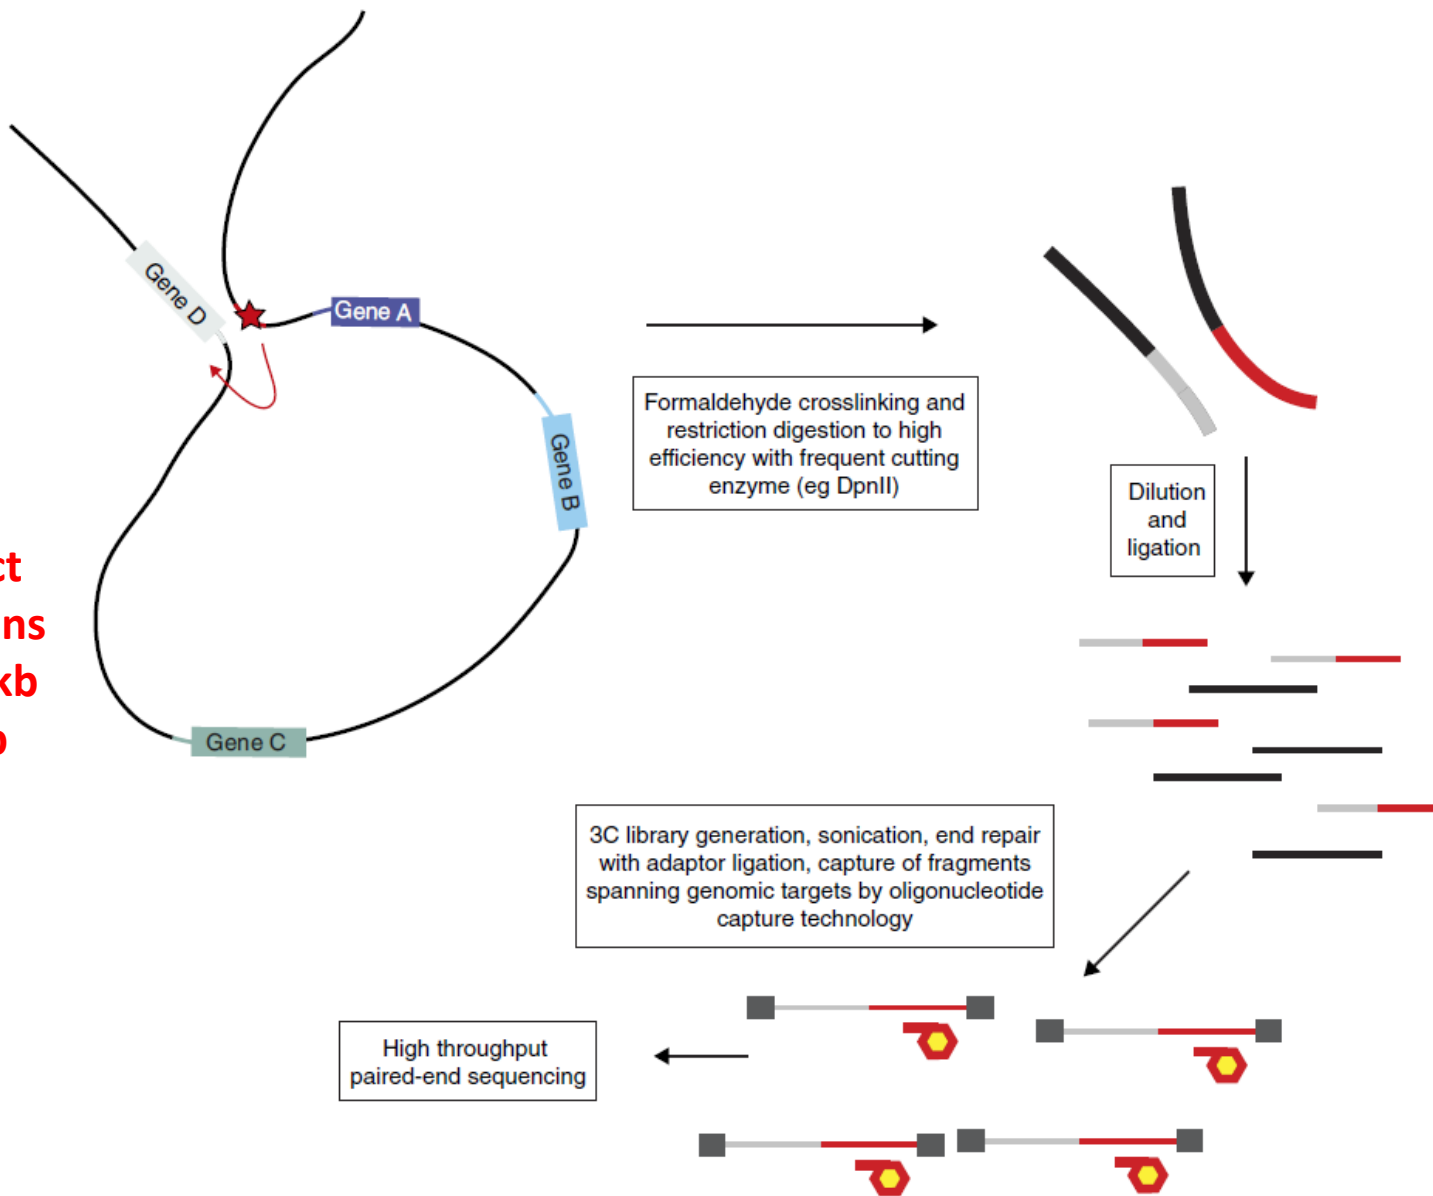 Gene D
Gene A
Gene B
Gene C
Formaldehyde crosslinking and
restriction digestion to high
efficiency with frequent cutting
enzyme (eg DpnII)
Dilution
and
ligation
3C library generation, sonication, end repair
with adaptor ligation, capture of fragments
spanning genomic targets by oligonucleotide
capture technology
High throughput
paired-end sequencing
kb